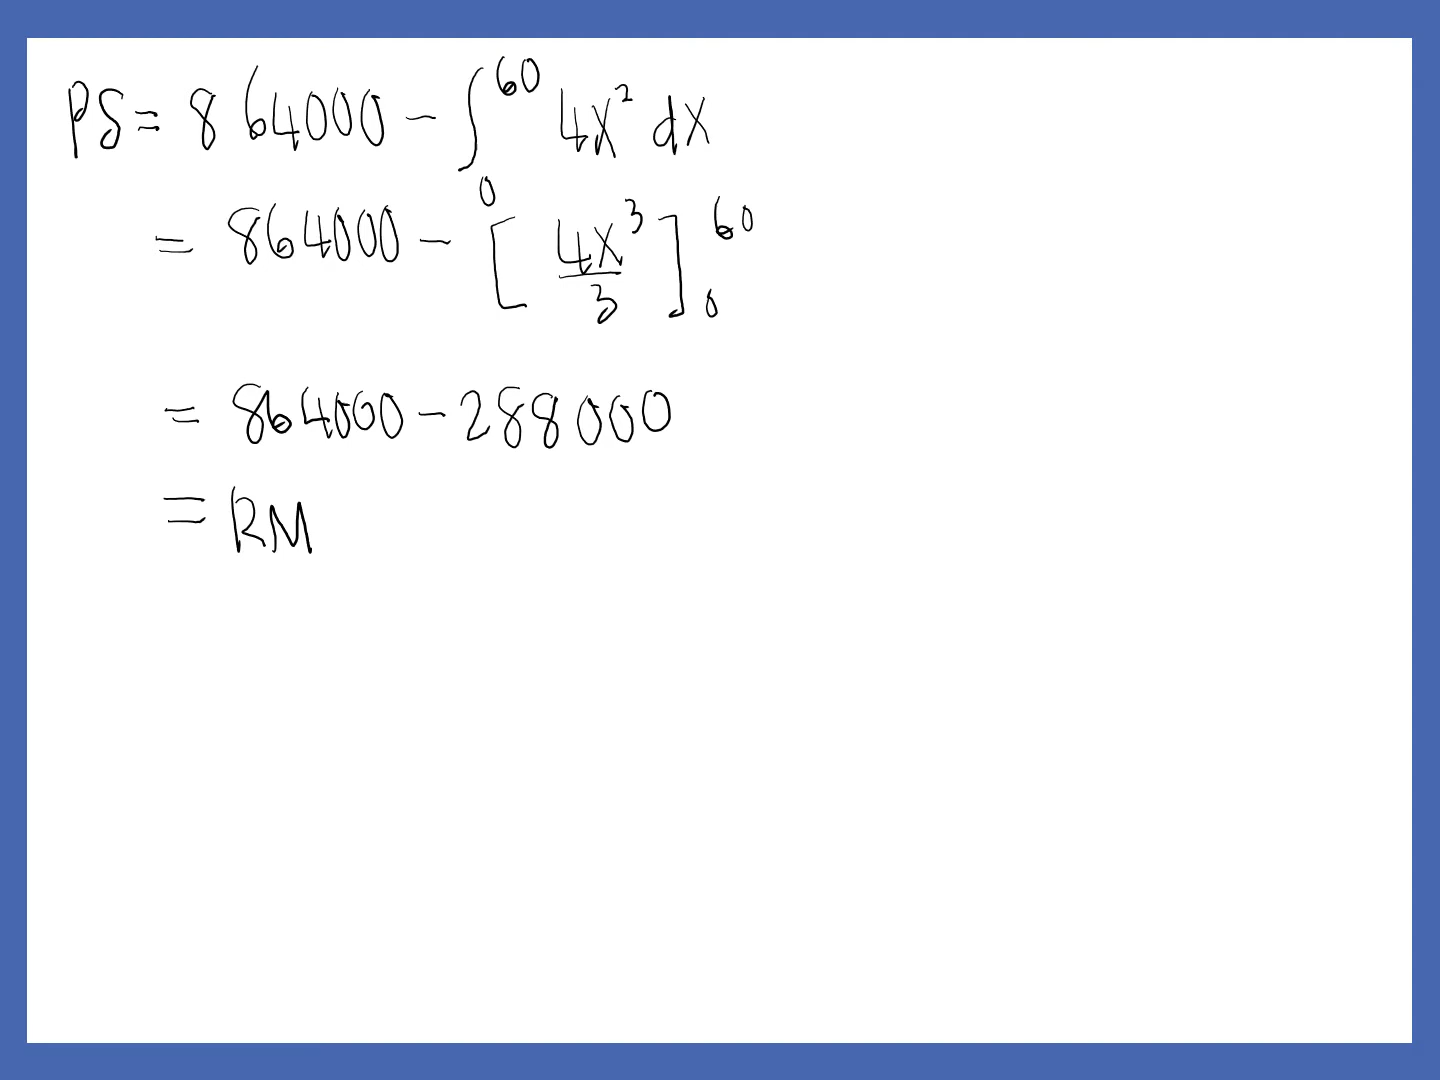 PS = 864000 - ∫₀⁶⁰ 4x² dx
= 864000 - [4x³/3]₀⁶⁰
= 864000 - 288000
= RM